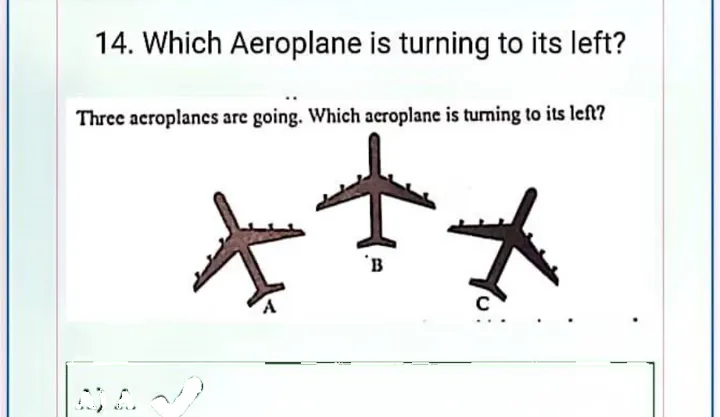 14. Which Aeroplane is turning to its left?
Three aeroplanes are going. Which aeroplane is turning to its left?
B
A
C
A) A